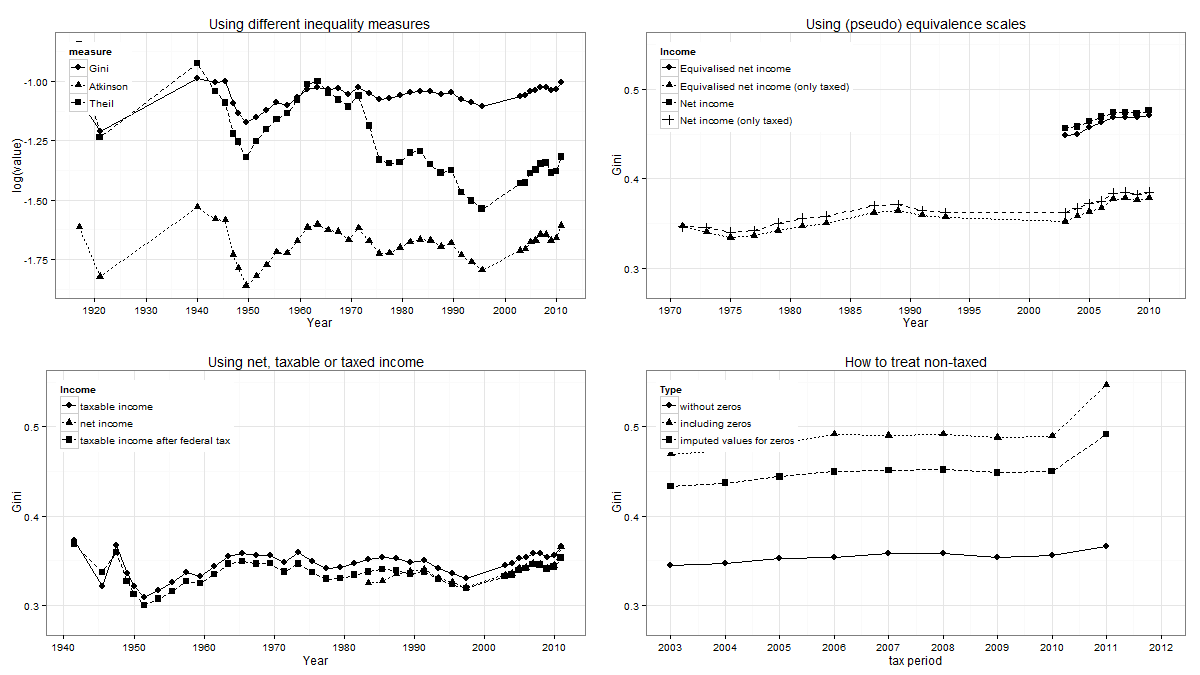 Using different inequality measures
measure
Gini
Atkinson
Theil
-1.00
-1.25
-1.50
-1.75
log(value)
1920 1930 1940 1950 1960 1970 1980 1990 2000 2010
Year
Using (pseudo) equivalence scales
Income
Equivalised net income
Equivalised net income (only taxed)
Net income
Net income (only taxed)
0.5
0.4
0.3
Gini
1970 1975 1980 1985 1990 1995 2000 2005 2010
Year
Using net, taxable or taxed income
Income
taxable income
net income
taxable income after federal tax
0.5
0.4
0.3
Gini
1940 1950 1960 1970 1980 1990 2000 2010
Year
How to treat non-taxed
Type
without zeros
including zeros
imputed values for zeros
0.5
0.4
0.3
Gini
2003 2004 2005 2006 2007 2008 2009 2010 2011 2012
tax period